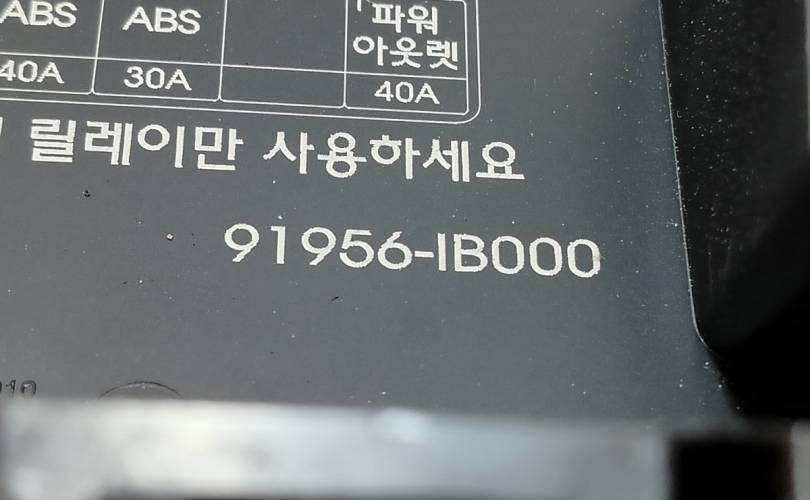 ABS ABS 파워
아웃렛
40A 30A 40A
릴레이만 사용하세요
91956-IB000